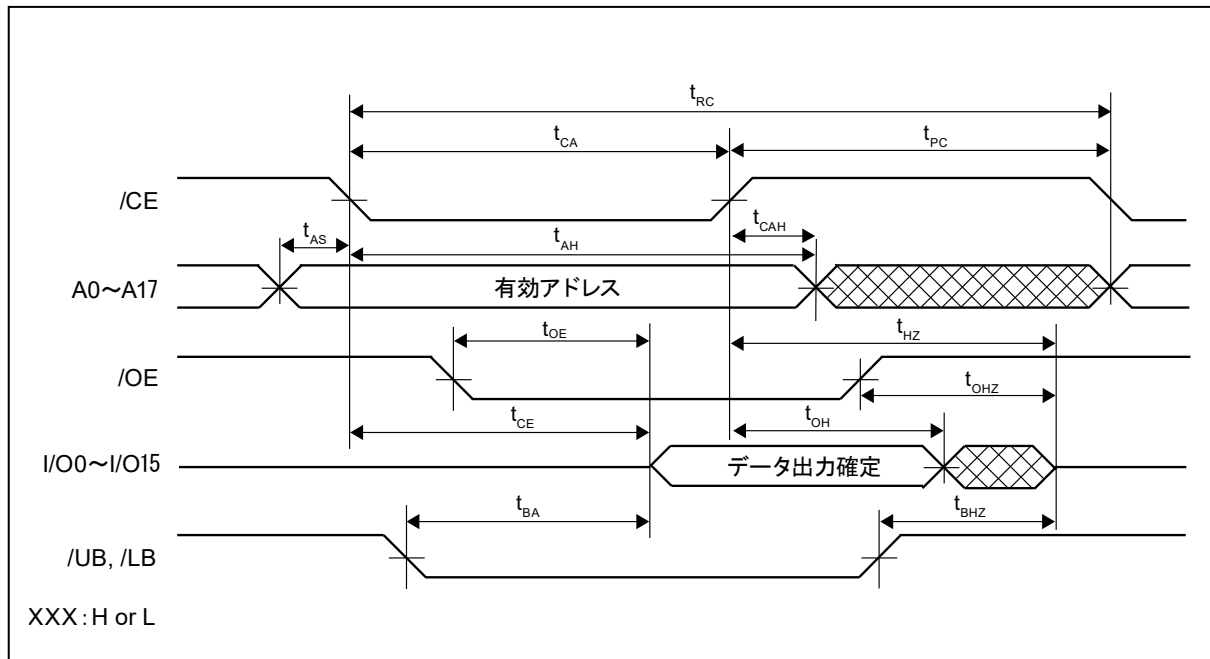 tRC
tCA
tPC
/CE
tCAH
tAS
tAH
A0～A17
有効アドレス
tOE
tHZ
/OE
tOHZ
tCE
tOH
I/O0～I/O15
データ出力確定
tBA
tBHZ
/UB, /LB
XXX：H or L